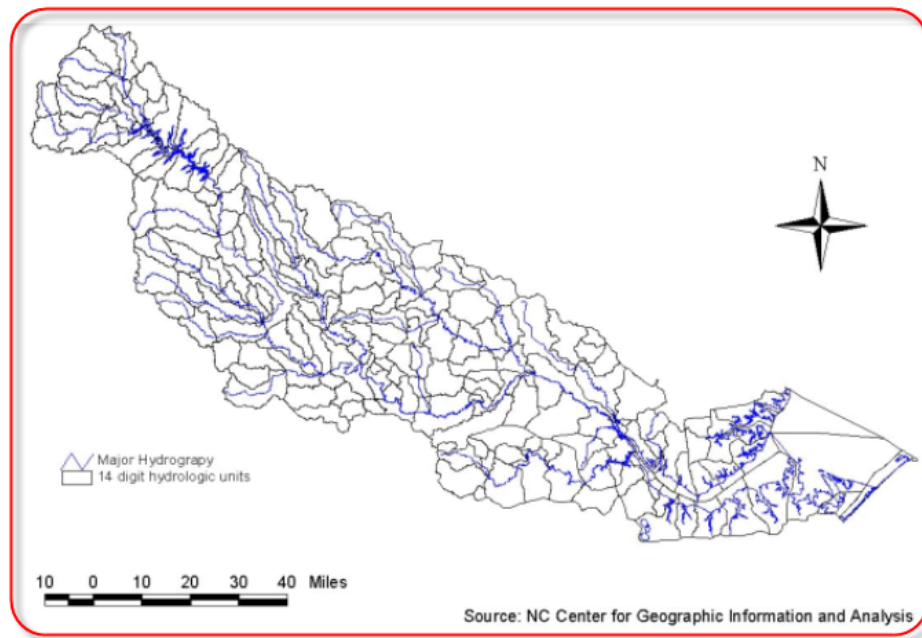 N
Major Hydrograpy
14 digit hydrologic units
10 0 10 20 30 40 Miles
Source: NC Center for Geographic Information and Analysis